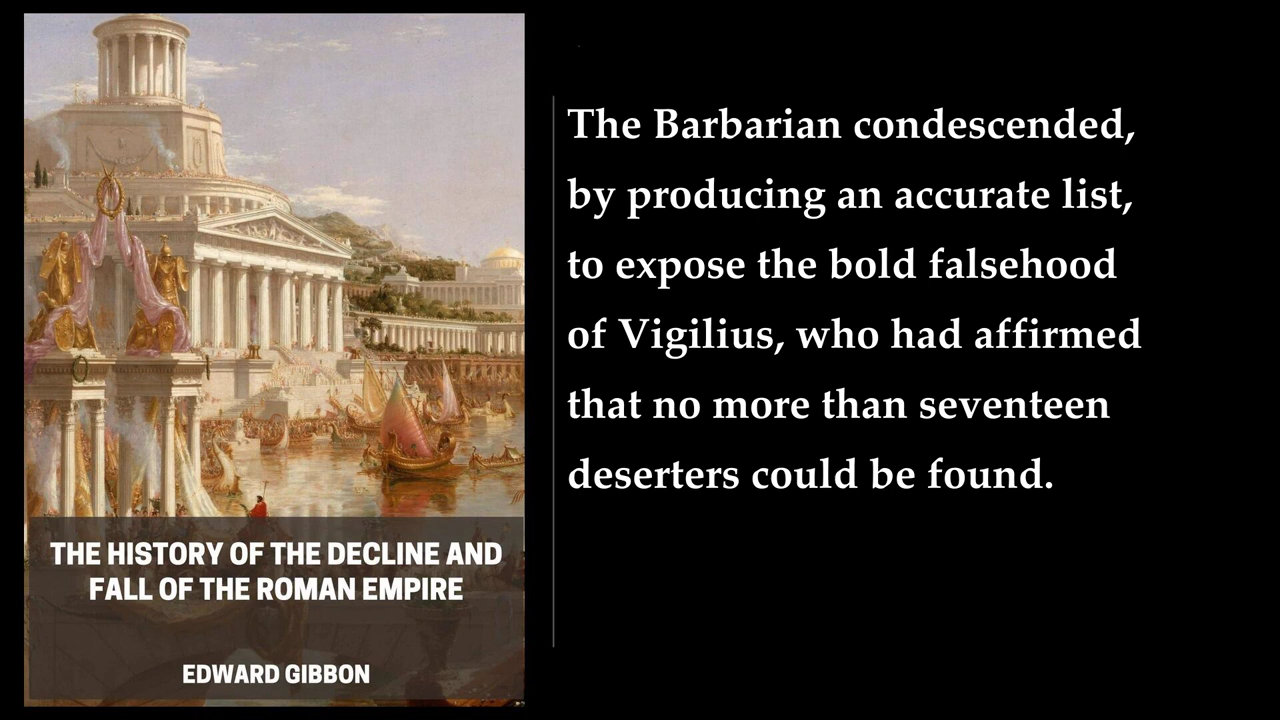 The Barbarian condescended,
by producing an accurate list,
to expose the bold falsehood
of Vigilius, who had affirmed
that no more than seventeen
deserters could be found.
THE HISTORY OF THE DECLINE AND
FALL OF THE ROMAN EMPIRE
EDWARD GIBBON